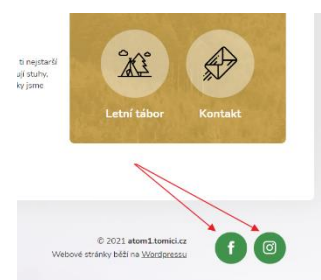 ti nejstarší
ují stuhy,
ky jsme
Letní tábor
Kontakt
© 2021 atom1.tomici.cz
Webové stránky běží na Wordpressu